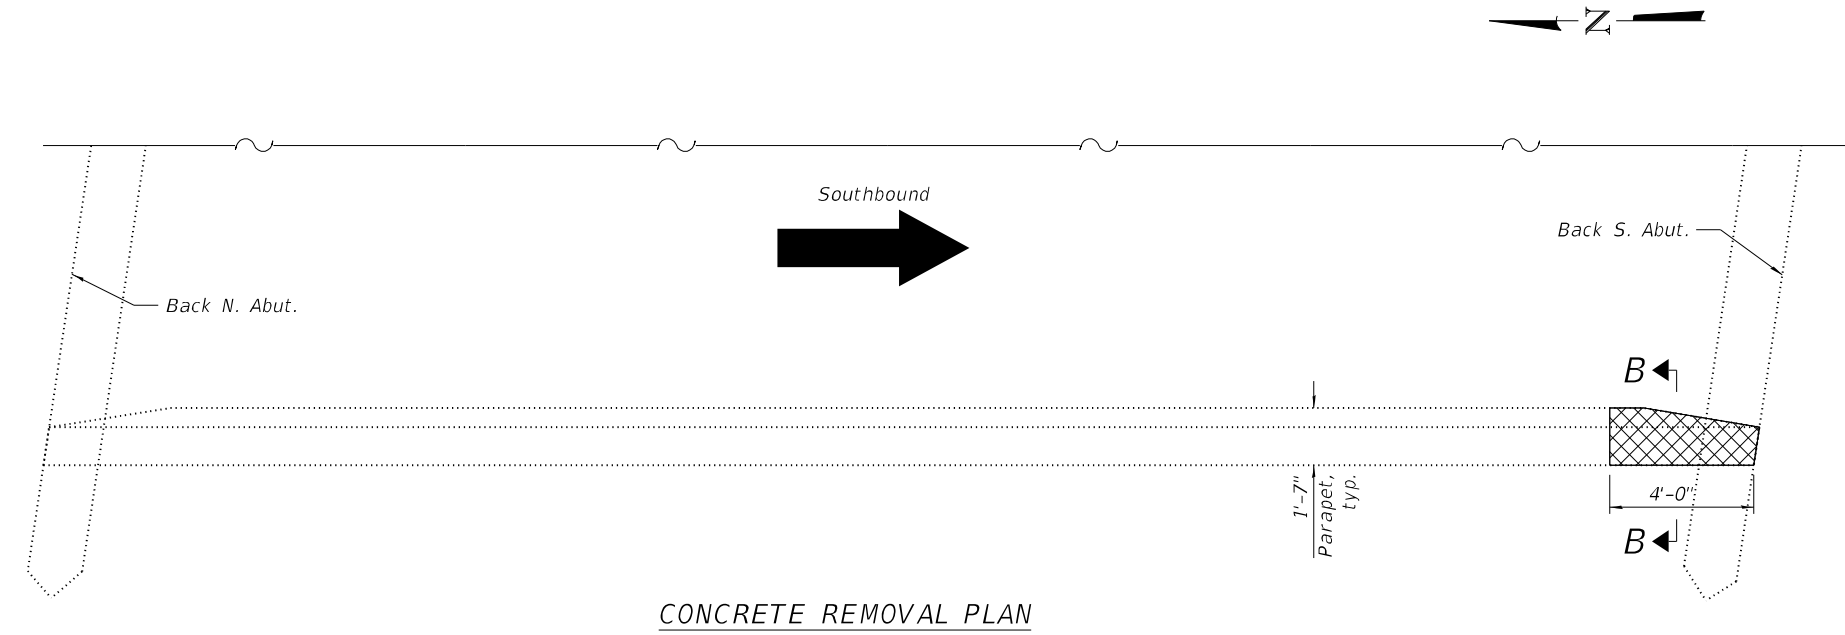 N
Southbound
Back S. Abut.
Back N. Abut.
B
1'-7"
Parapet,
typ.
4'-0"
B
CONCRETE REMOVAL PLAN